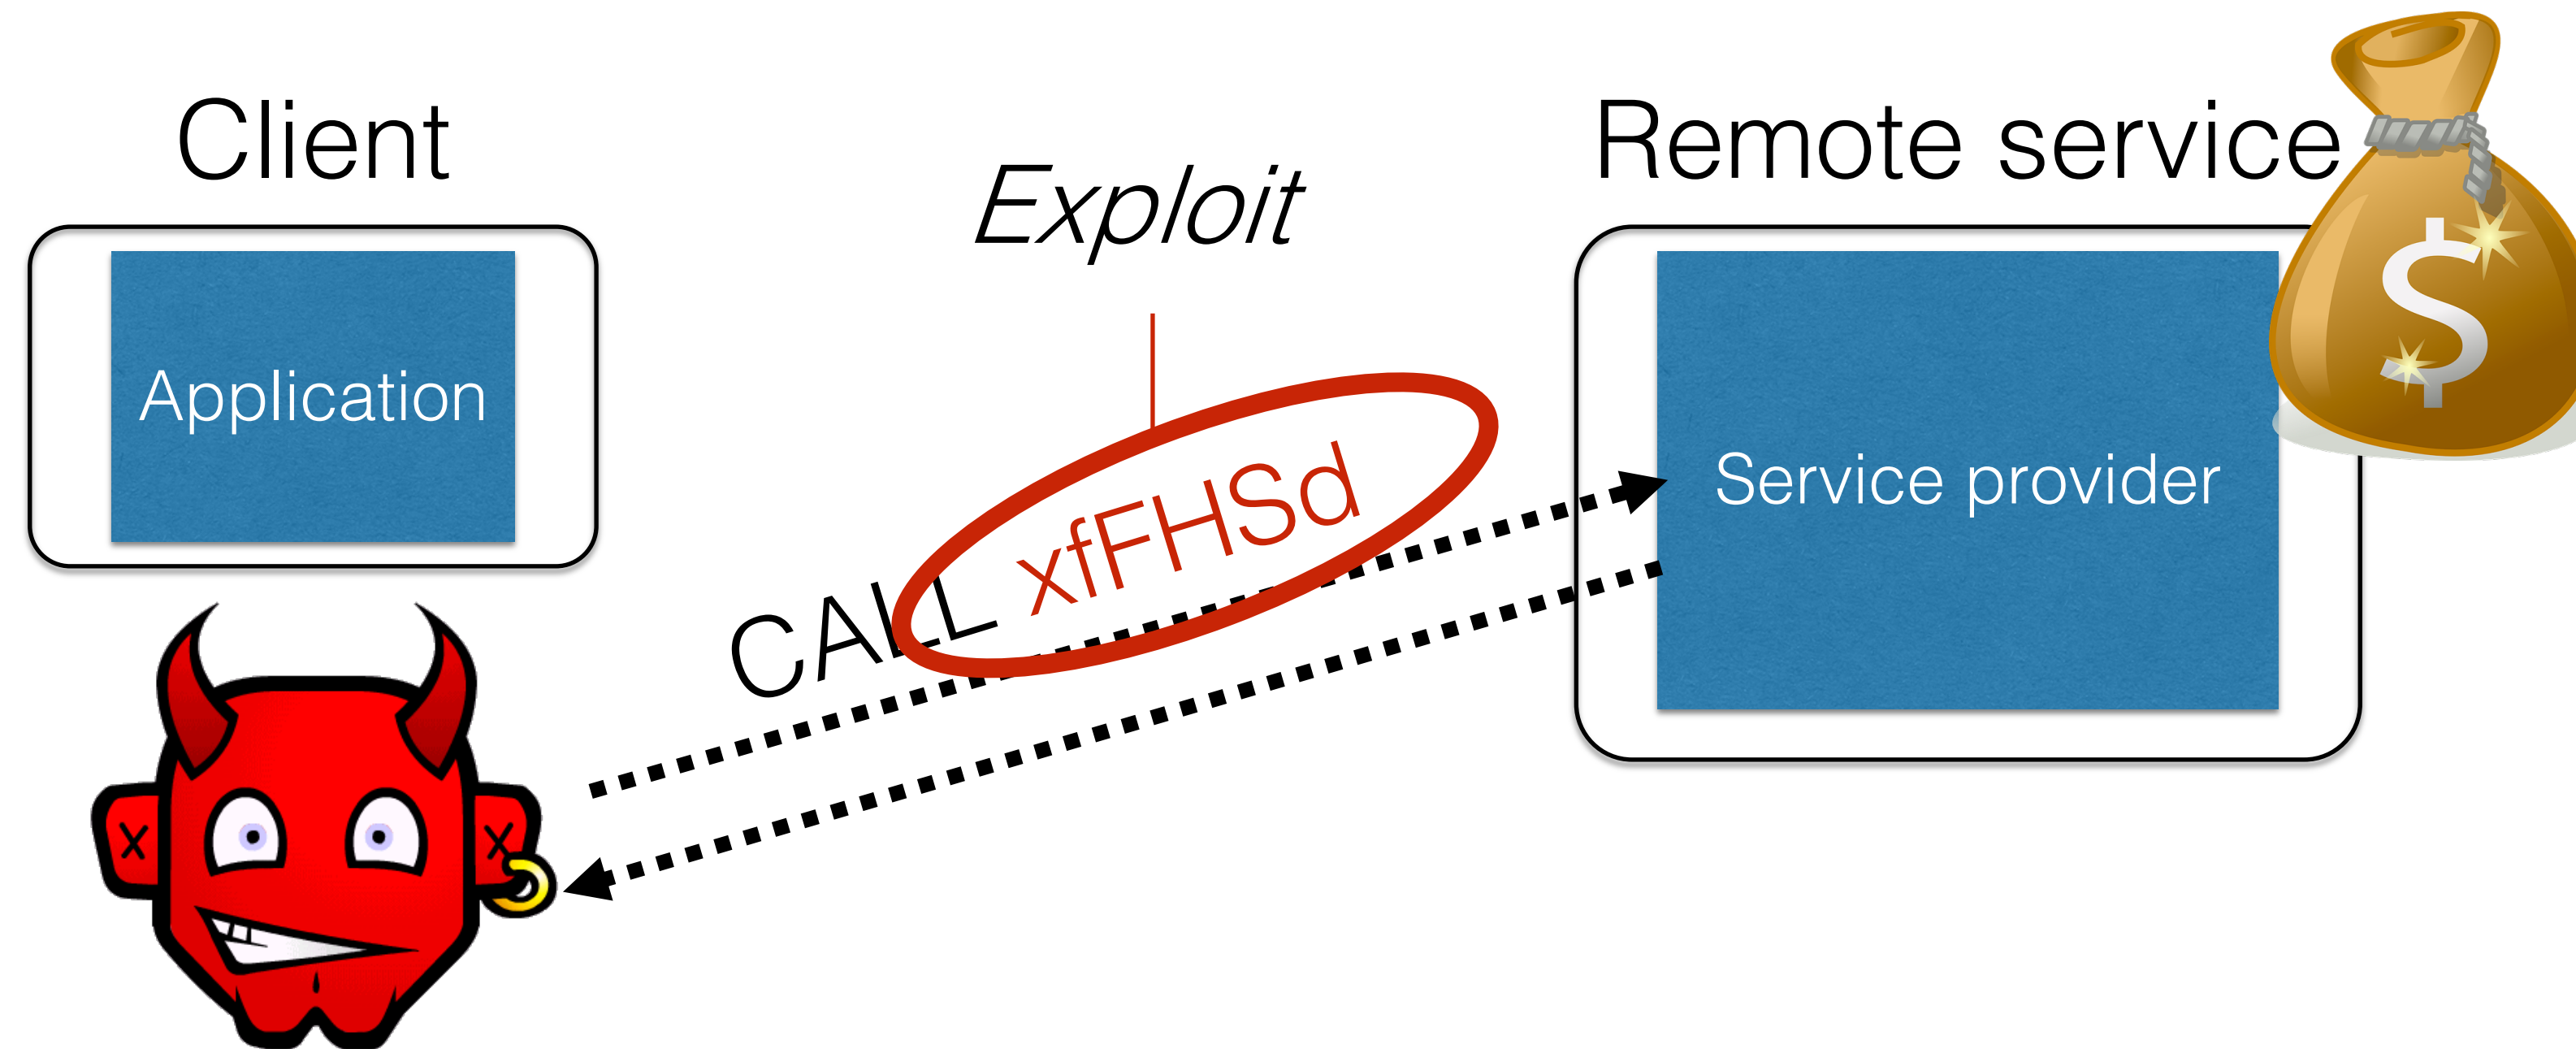 Client
Remote service
Exploit
Application
Service provider
CALL xfFHSd
$
x
x